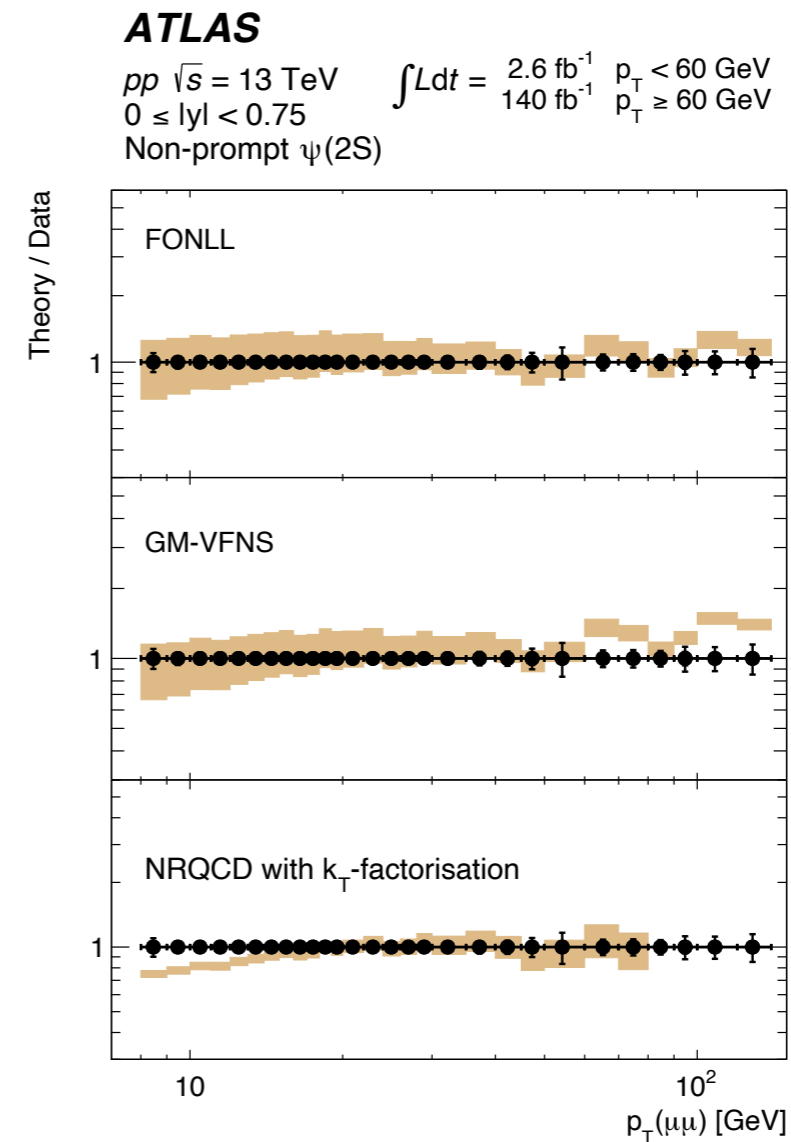 ATLAS
pp √s = 13 TeV ∫Ldt = 2.6 fb⁻¹ p_T < 60 GeV
140 fb⁻¹ p_T ≥ 60 GeV
0 ≤ |y| < 0.75
Non-prompt ψ(2S)
Theory / Data
FONLL
1
GM-VFNS
1
NRQCD with k_T-factorisation
1
10 10²
p_T(μμ) [GeV]